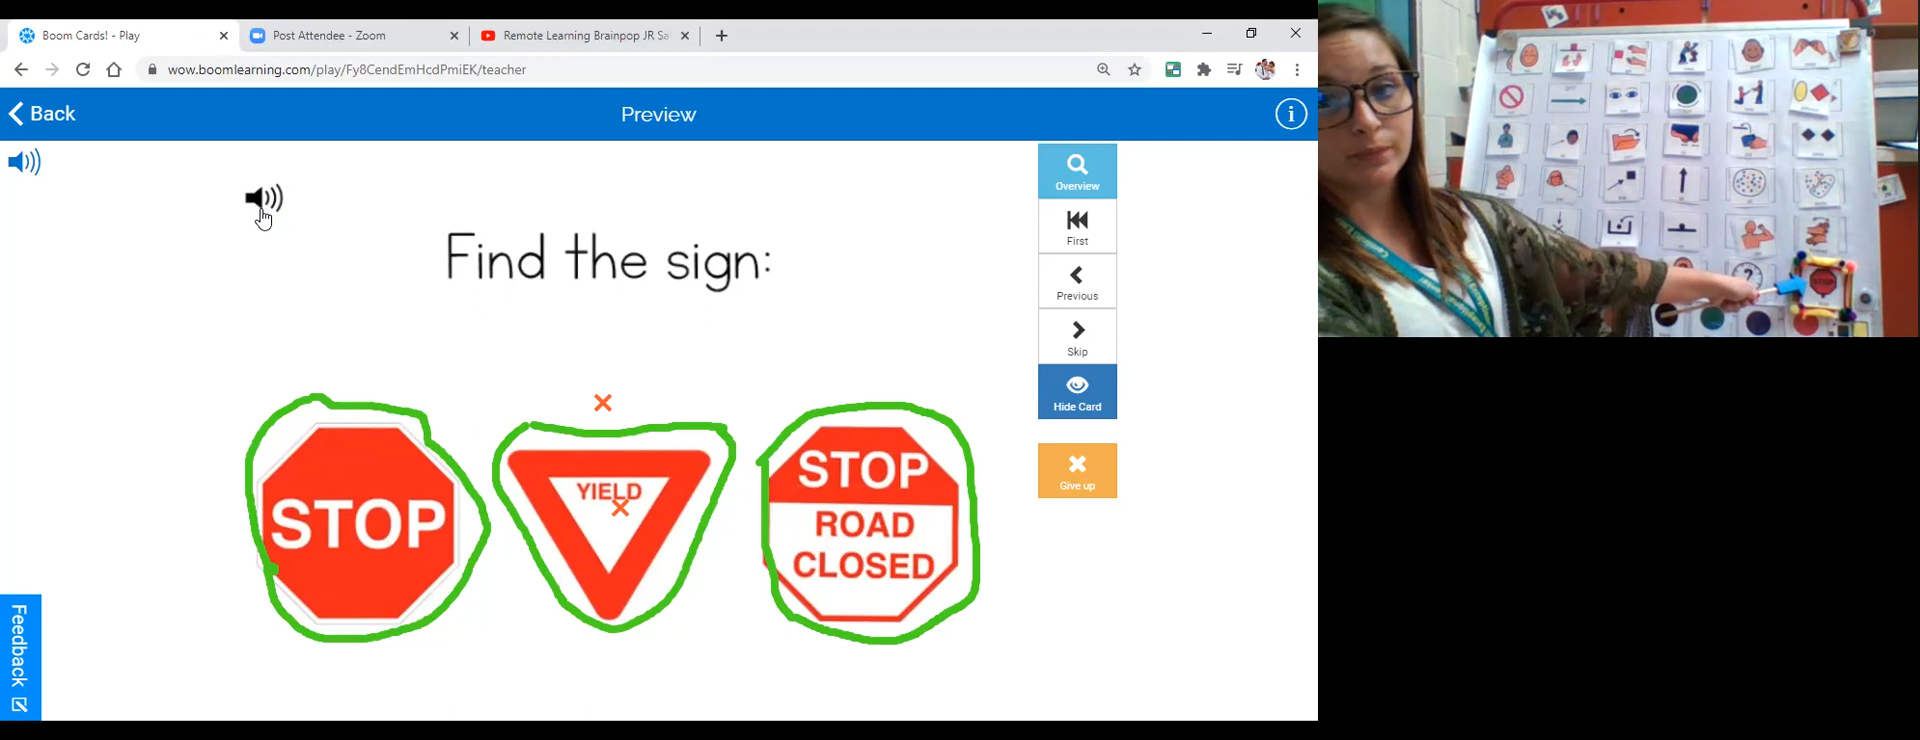 Boom Cards! - Play
Post Attendee - Zoom
Remote Learning Brainpop JR Sa
wow.boomlearning.com/play/Fy8CendEmHcdPmiEK/teacher
Back
Preview
i
Overview
Find the sign:
First
Previous
Skip
Hide Card
Give up
STOP
YIELD
STOP
ROAD
CLOSED
Feedback
STOP